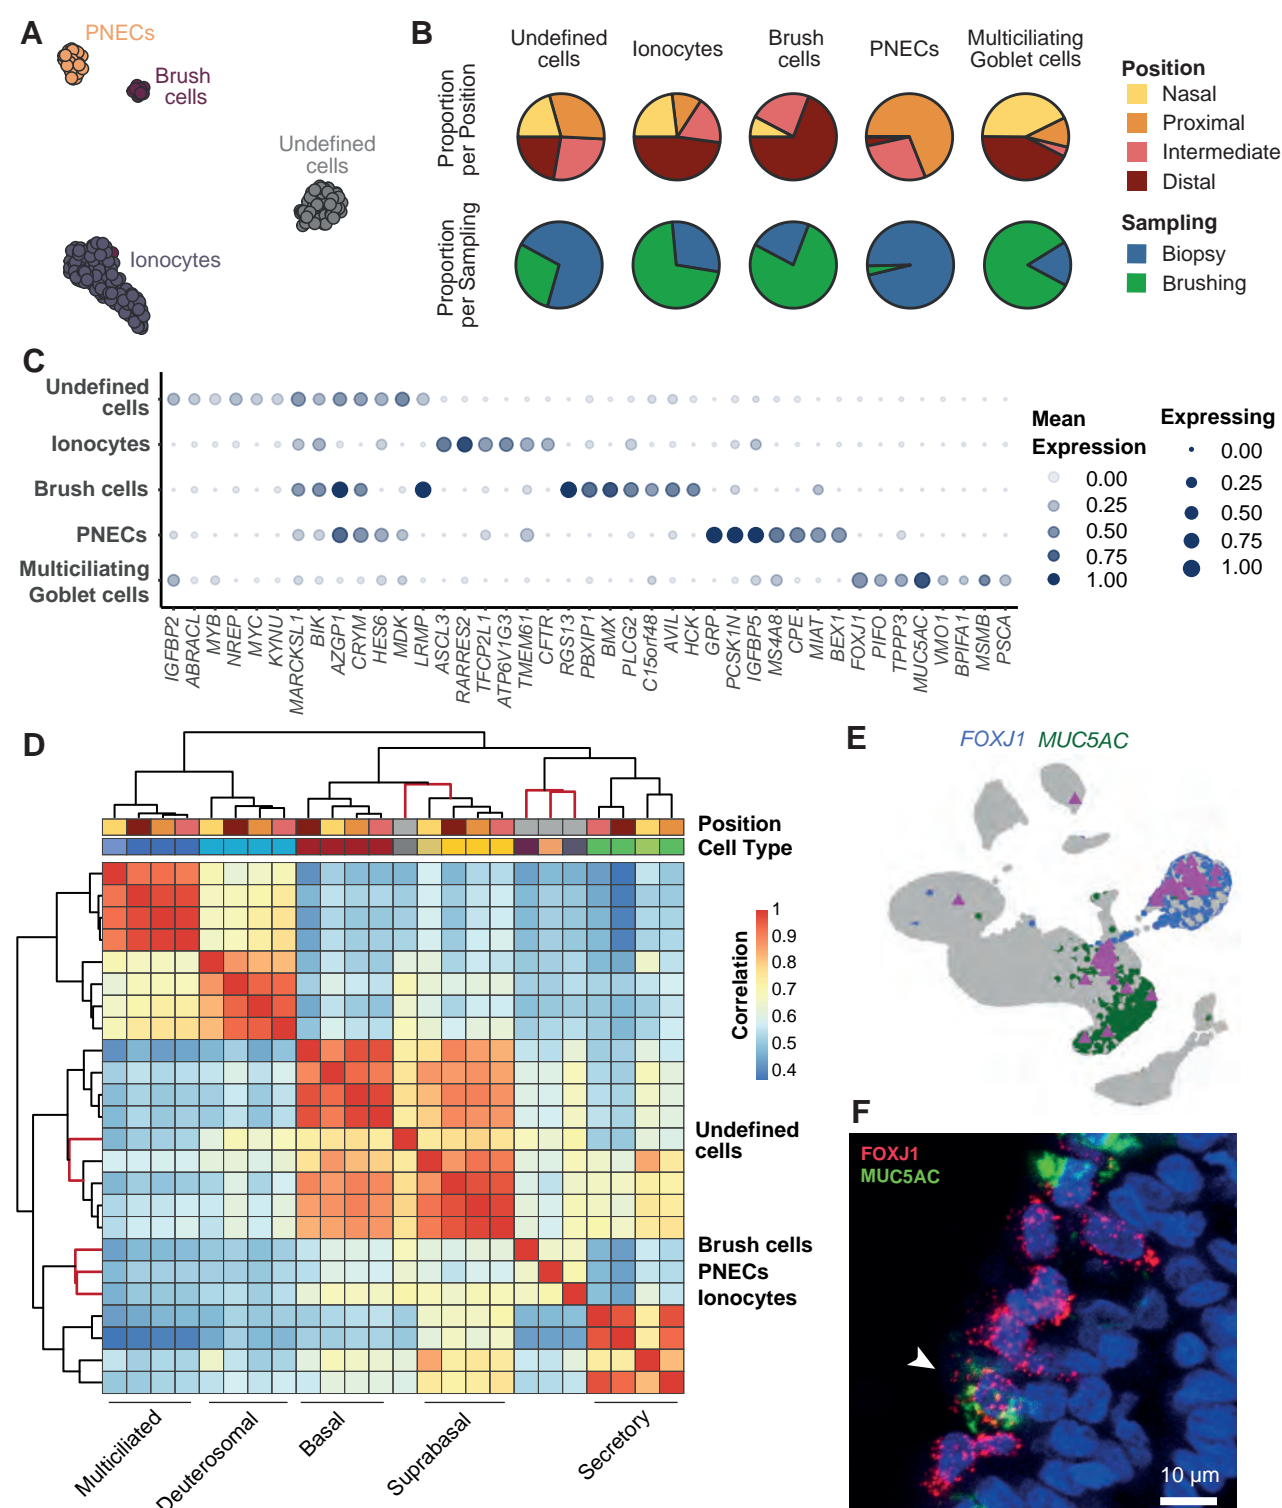 A
PNECs
Brush
cells
Undefined
cells
Ionocytes
B
Undefined
cells
Ionocytes
Brush
cells
PNECs
Multiciliating
Goblet cells
Proportion
per Position
Proportion
per Sampling
Position
Nasal
Proximal
Intermediate
Distal
Sampling
Biopsy
Brushing
C
Undefined
cells
Ionocytes
Brush cells
PNECs
Multiciliating
Goblet cells
IGFBP2
ABRACL
MYB
NREP
MYC
KYNU
MARCKSL1
BIK
AZGP1
CRYM
HES6
MDK
LRMP
ASCL3
RARRES2
TFCP2L1
ATP6V1G3
TMEM61
CFTR
RGS13
PBXIP1
BMX
PLCG2
C15orf48
AVIL
HCK
GRP
PCSK1N
IGFBP5
MS4A8
CPE
MIAT
BEX1
FOXJ1
PIFO
TPPP3
MUC5AC
VMO1
BPIFA1
MSMB
PSCA
Mean
Expression
0.00
0.25
0.50
0.75
1.00
Expressing
0.00
0.25
0.50
0.75
1.00
D
Position
Cell Type
Correlation
1
0.9
0.8
0.7
0.6
0.5
0.4
Undefined
cells
Brush cells
PNECs
Ionocytes
Multiciliated
Deuterosomal
Basal
Suprabasal
Secretory
E
FOXJ1 MUC5AC
F
FOXJ1
MUC5AC
10 µm